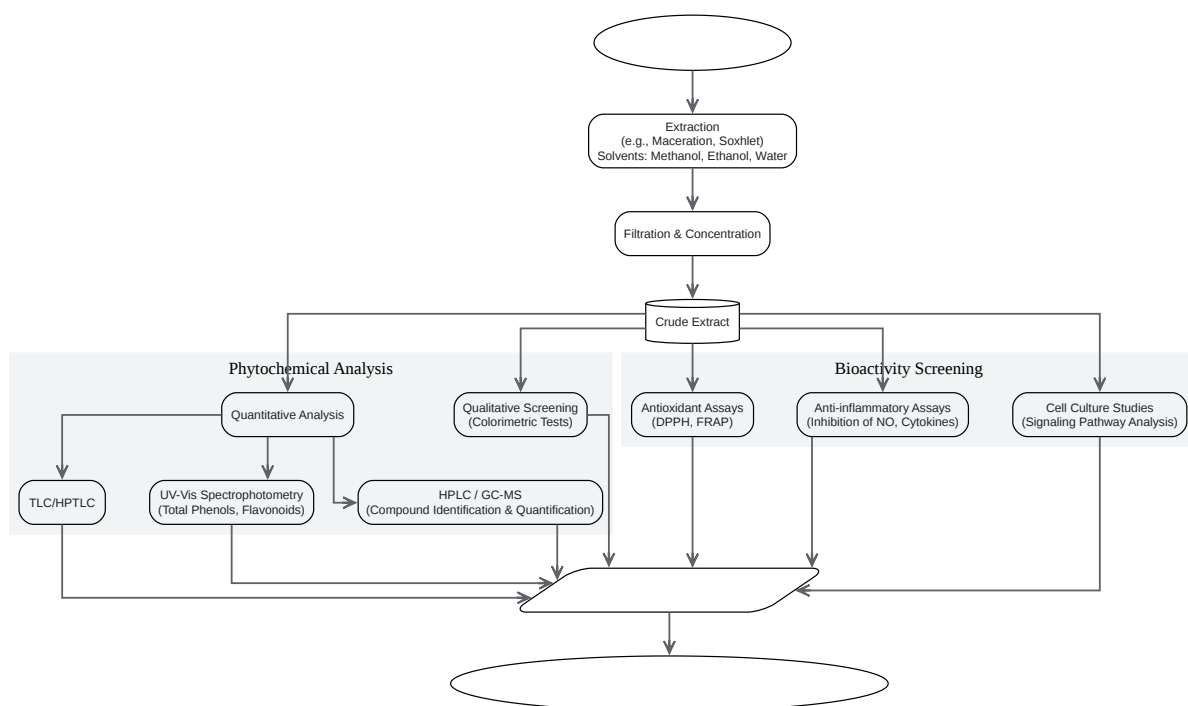 Extraction
(e.g., Maceration, Soxhlet)
Solvents: Methanol, Ethanol, Water
Filtration & Concentration
Crude Extract
Phytochemical Analysis
Bioactivity Screening
Quantitative Analysis
Qualitative Screening
(Colorimetric Tests)
Antioxidant Assays
(DPPH, FRAP)
Anti-inflammatory Assays
(Inhibition of NO, Cytokines)
Cell Culture Studies
(Signaling Pathway Analysis)
TLC/HPTLC
UV-Vis Spectrophotometry
(Total Phenols, Flavonoids)
HPLC / GC-MS
(Compound Identification & Quantification)